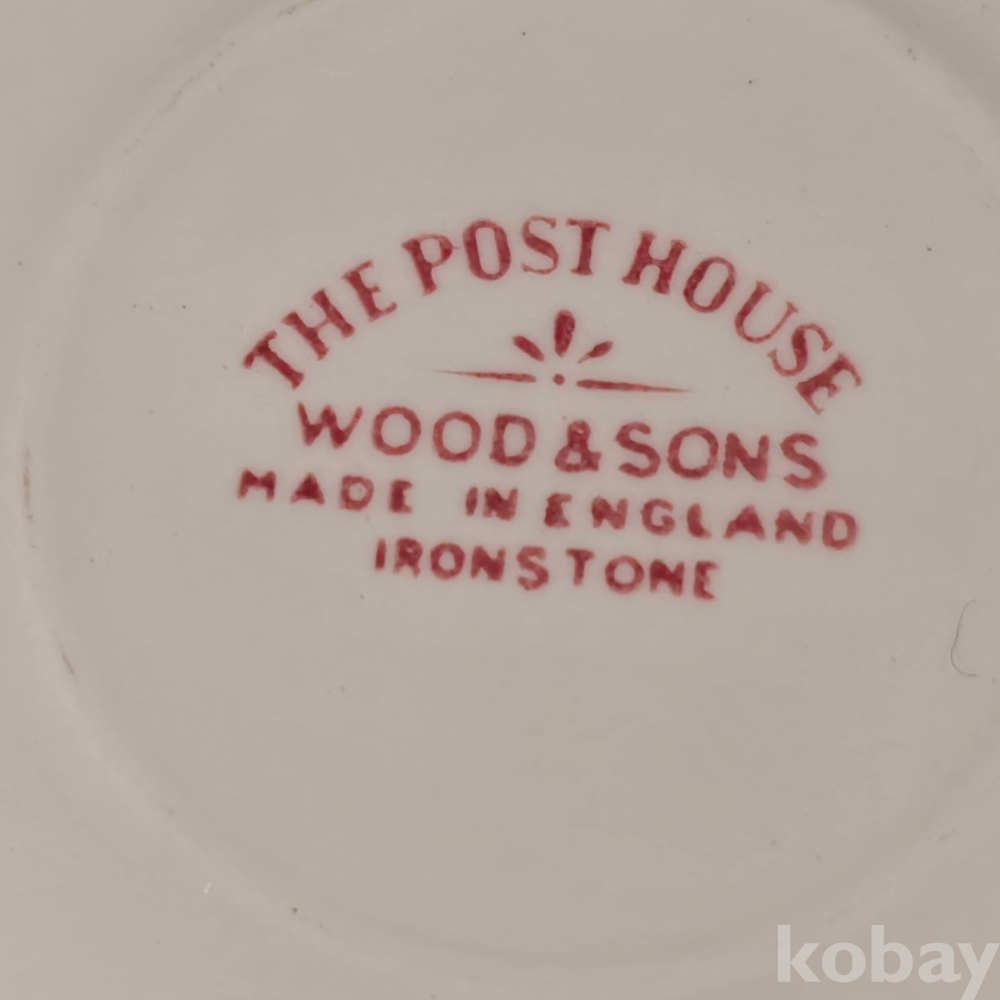 THE POST HOUSE
WOOD & SONS
MADE IN ENGLAND
IRONSTONE
kobay